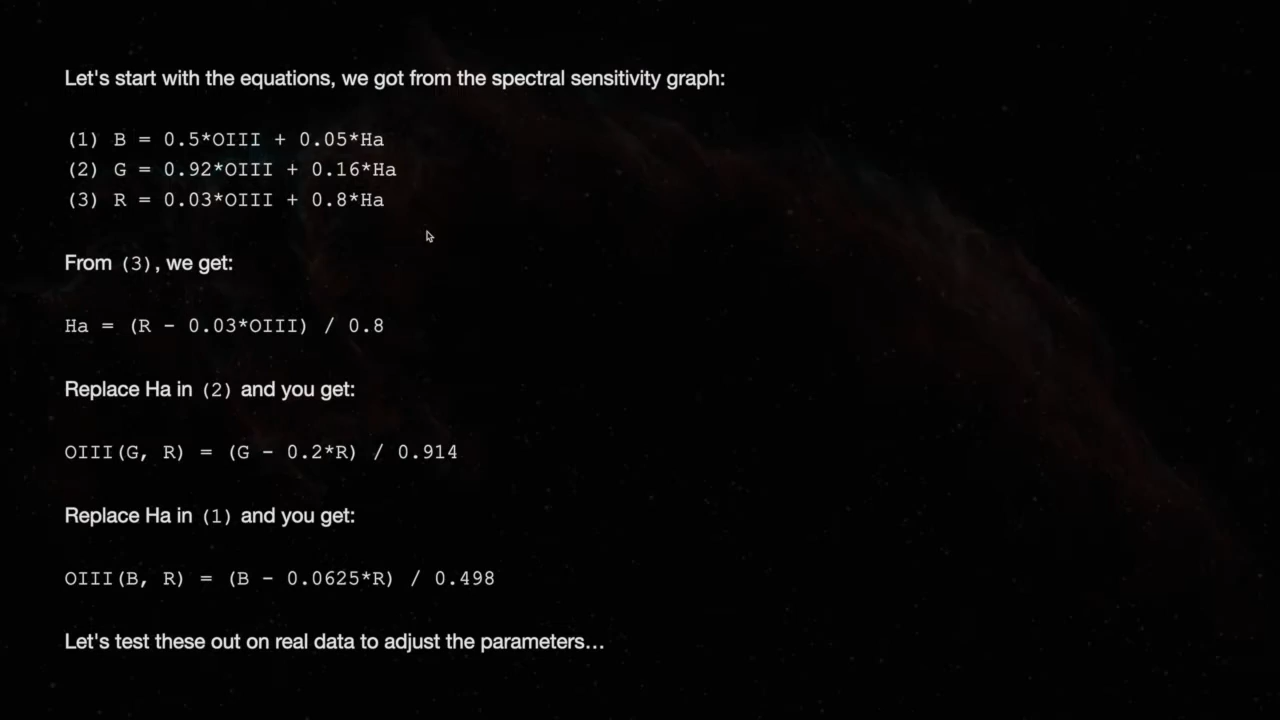 Let's start with the equations, we got from the spectral sensitivity graph:
(1) B = 0.5*OIII + 0.05*Ha
(2) G = 0.92*OIII + 0.16*Ha
(3) R = 0.03*OIII + 0.8*Ha
From (3), we get:
Ha = (R - 0.03*OIII) / 0.8
Replace Ha in (2) and you get:
OIII(G, R) = (G - 0.2*R) / 0.914
Replace Ha in (1) and you get:
OIII(B, R) = (B - 0.0625*R) / 0.498
Let's test these out on real data to adjust the parameters...